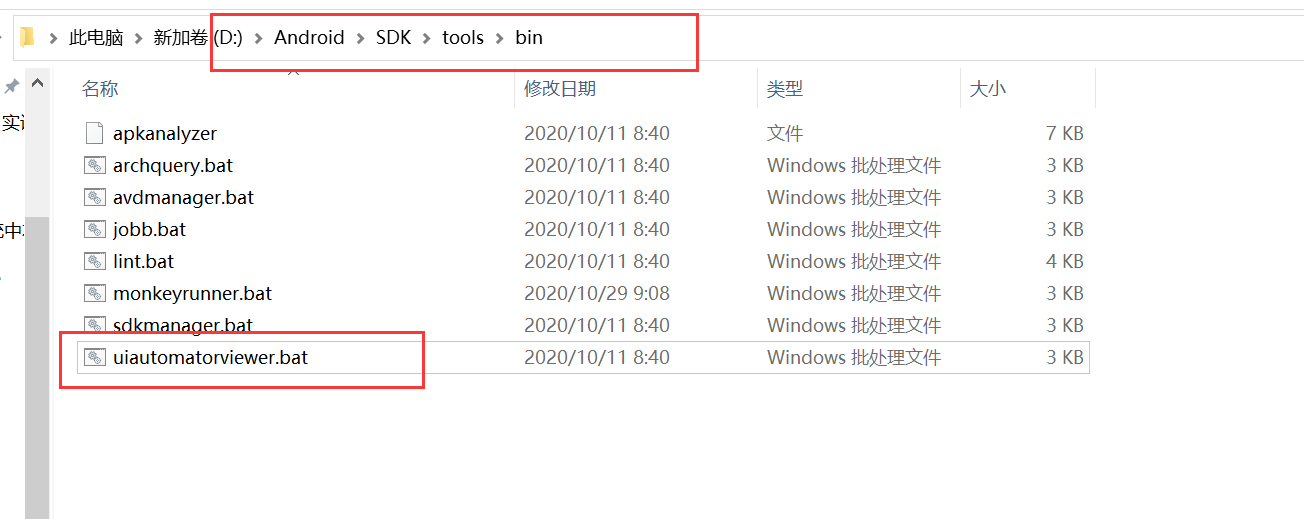 此电脑 新加卷 (D:) Android SDK tools bin
名称 修改日期 类型 大小
apkanalyzer 2020/10/11 8:40 文件 7 KB
archquery.bat 2020/10/11 8:40 Windows 批处理文件 3 KB
avdmanager.bat 2020/10/11 8:40 Windows 批处理文件 3 KB
jobb.bat 2020/10/11 8:40 Windows 批处理文件 3 KB
lint.bat 2020/10/11 8:40 Windows 批处理文件 4 KB
monkeyrunner.bat 2020/10/29 9:08 Windows 批处理文件 3 KB
sdkmanager.bat 2020/10/11 8:40 Windows 批处理文件 3 KB
uiautomatorviewer.bat 2020/10/11 8:40 Windows 批处理文件 3 KB